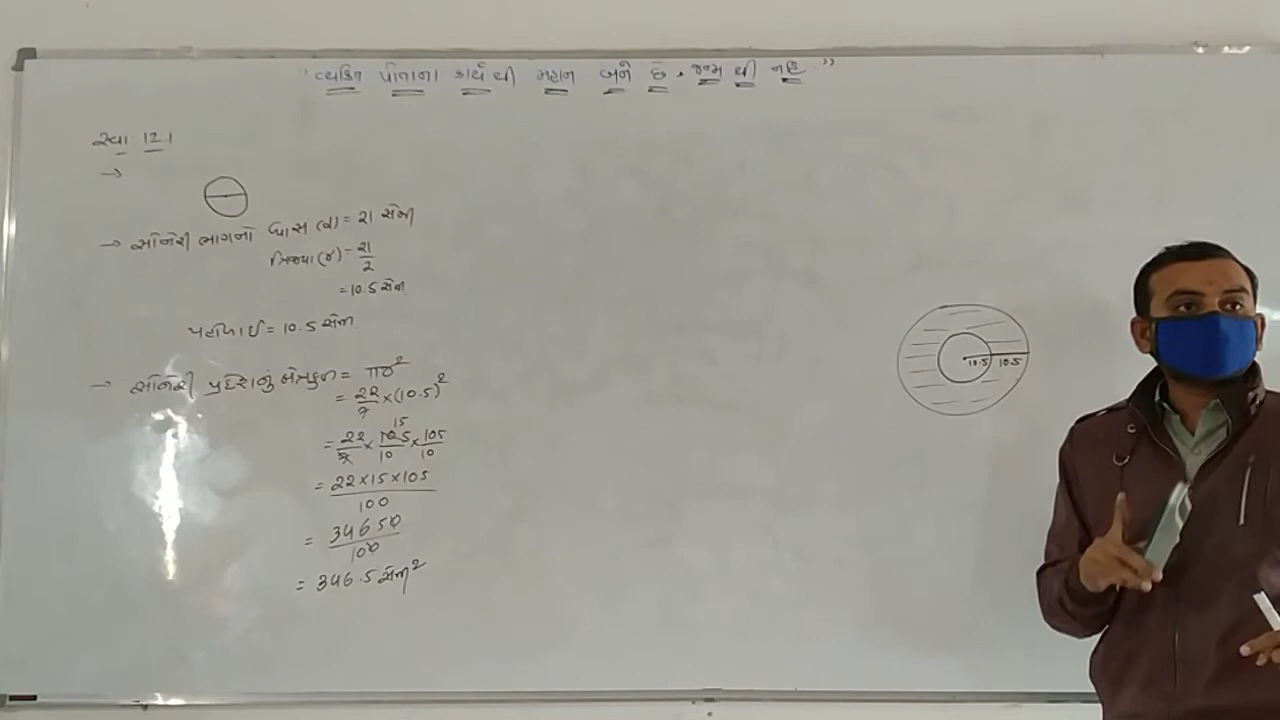 "વ્યકિત પોતાના કાર્ય થી મહાન બને છે, જન્મ થી નહિ."
સ્વા 12.1
→
→ સોનેરી ભાગનો વ્યાસ (d) = 21 સેમી
ત્રિજ્યા (r) = 21/2
= 10.5 સેમી
પહોળાઈ = 10.5 સેમી
→ સોનેરી પ્રદેશનું ક્ષેત્રફળ = πr²
= 22/7 × (10.5)²
15
= 22/7 × 105/10 × 105/10
= 22×15×105/100
= 34650/100
= 346.5 સેમી²
10.5 10.5